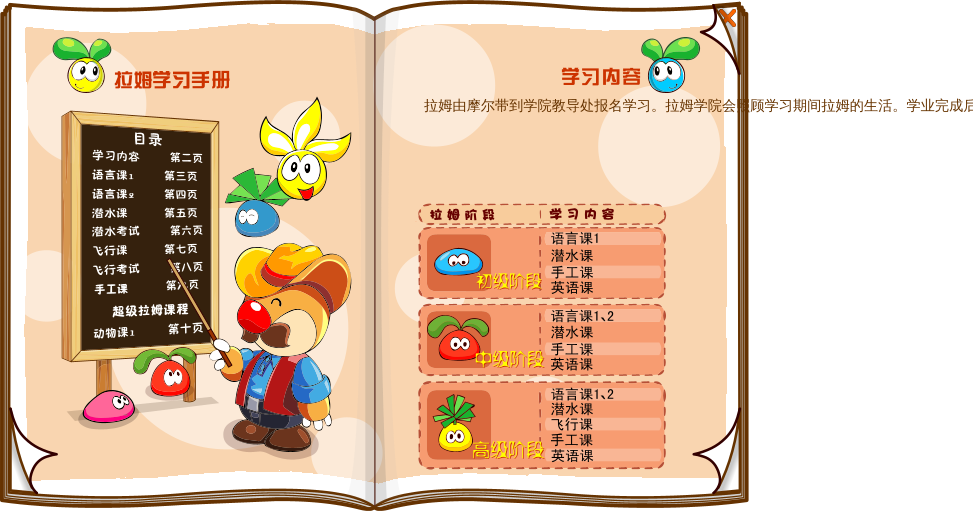 拉姆学习手册
目录
学习内容 第二页
语言课1 第三页
语言课2 第四页
潜水课 第五页
潜水考试 第六页
飞行课 第七页
飞行考试 第八页
手工课 第九页
超级拉姆课程
动物课1 第十页
学习内容
拉姆由摩尔带到学院教导处报名学习。拉姆学院会照顾学习期间拉姆的生活。学业完成后
拉姆阶段 学习内容
初级阶段
语言课1
潜水课
手工课
英语课
中级阶段
语言课1、2
潜水课
手工课
英语课
高级阶段
语言课1、2
潜水课
飞行课
手工课
英语课